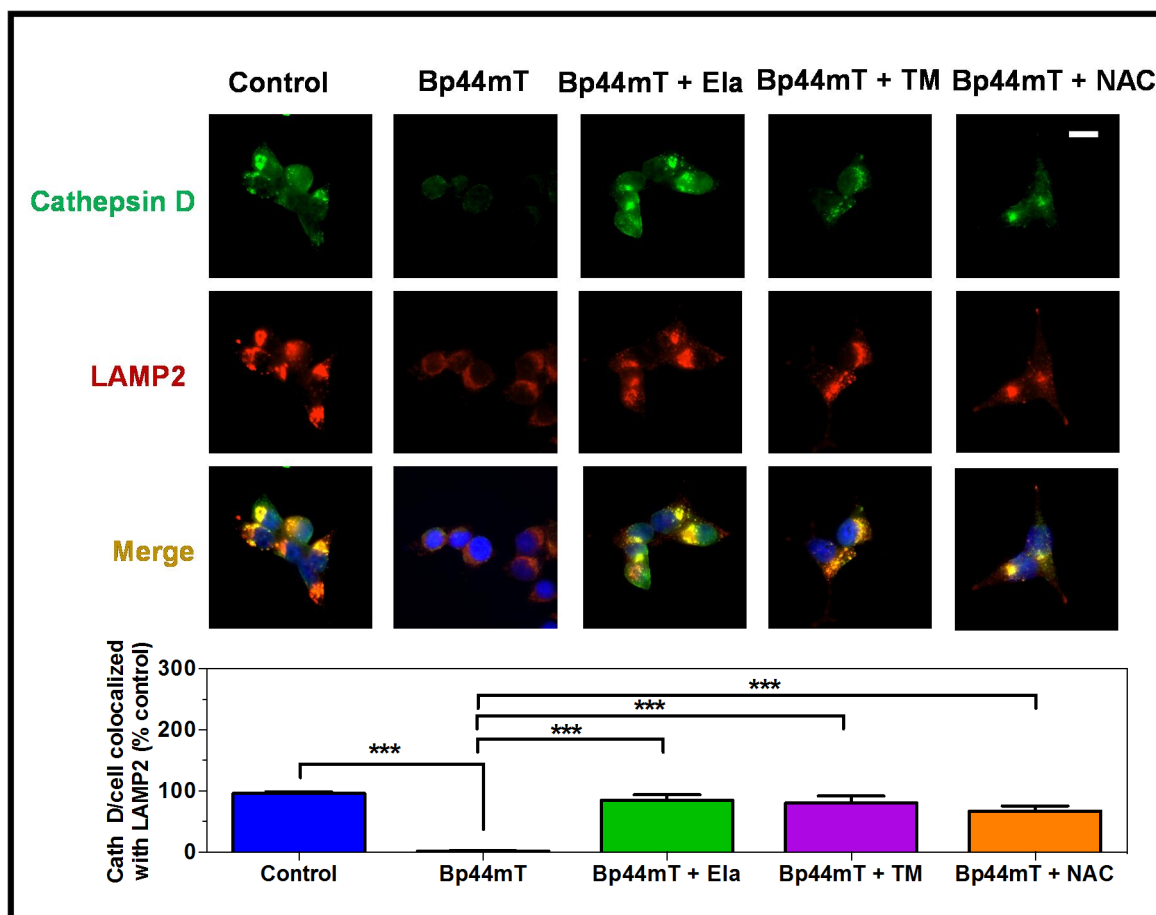 Control Bp44mT Bp44mT + Ela Bp44mT + TM Bp44mT + NAC
Cathepsin D
LAMP2
Merge
Cath D/cell colocalized
with LAMP2 (% control)
300
200
100
0
***
***
***
***
Control Bp44mT Bp44mT + Ela Bp44mT + TM Bp44mT + NAC